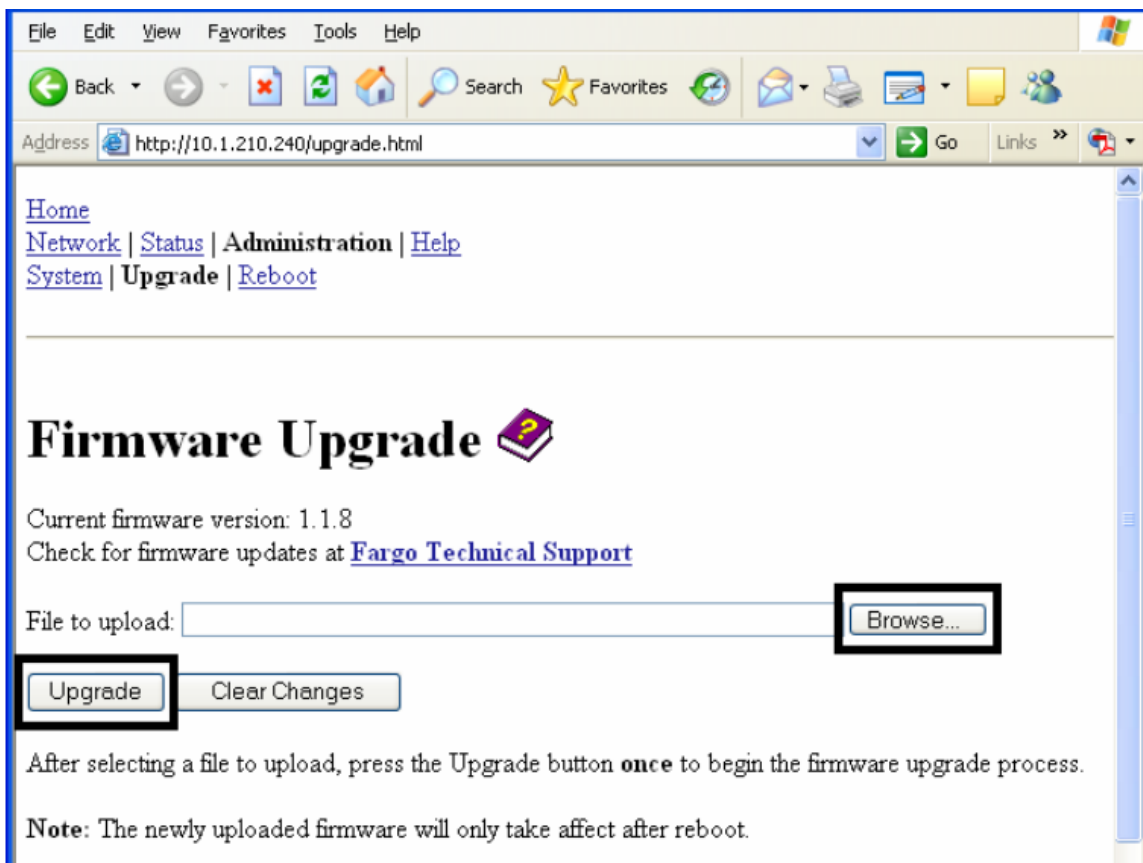 File Edit View Favorites Tools Help
Back Search Favorites
Address http://10.1.210.240/upgrade.html Go Links »
Home
Network | Status | Administration | Help
System | Upgrade | Reboot
Firmware Upgrade
Current firmware version: 1.1.8
Check for firmware updates at Fargo Technical Support
File to upload: Browse...
Upgrade Clear Changes
After selecting a file to upload, press the Upgrade button once to begin the firmware upgrade process.
Note: The newly uploaded firmware will only take affect after reboot.